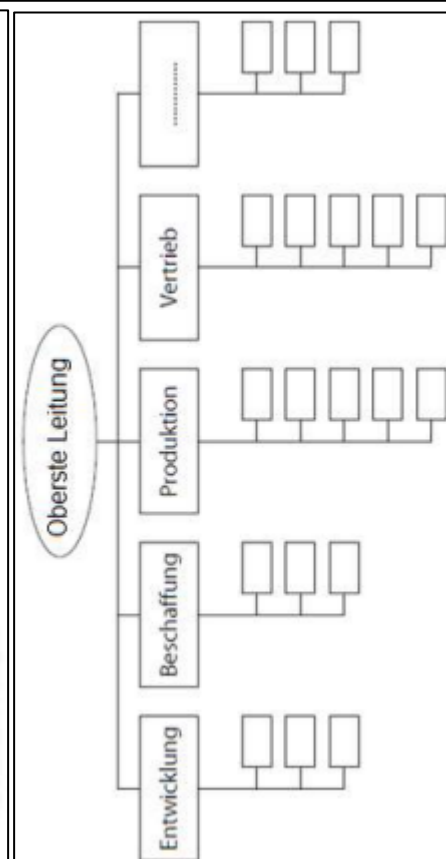 Oberste Leitung
Entwicklung
Beschaffung
Produktion
Vertrieb
..............